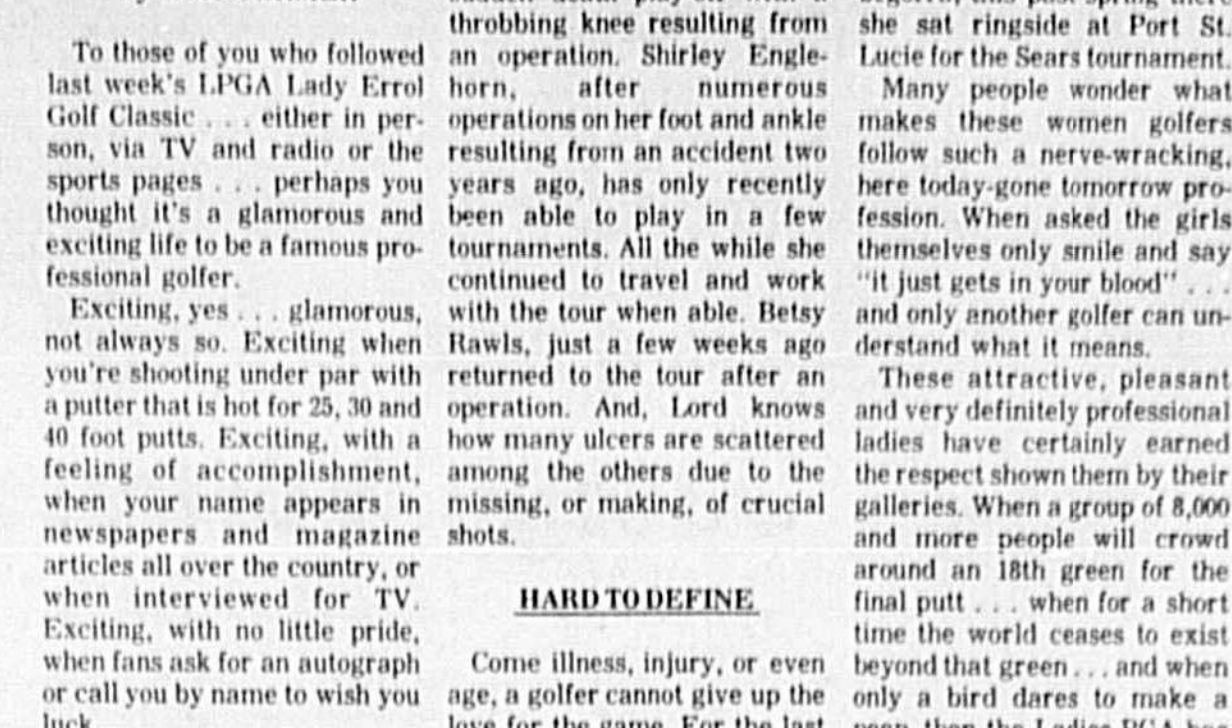 To those of you who followed
last week's LPGA Lady Errol
Golf Classic . . . either in per-
son, via TV and radio or the
sports pages . . . perhaps you
thought it's a glamorous and
exciting life to be a famous pro-
fessional golfer.
Exciting, yes . . . glamorous,
not always so. Exciting when
you're shooting under par with
a putter that is hot for 25, 30 and
40 foot putts. Exciting, with a
feeling of accomplishment,
when your name appears in
newspapers and magazine
articles all over the country, or
when interviewed for TV.
Exciting, with no little pride,
when fans ask for an autograph
or call you by name to wish you
luck
throbbing knee resulting from
an operation. Shirley Engle-
horn, after numerous
operations on her foot and ankle
resulting from an accident two
years ago, has only recently
been able to play in a few
tournaments. All the while she
continued to travel and work
with the tour when able. Betsy
Rawls, just a few weeks ago
returned to the tour after an
operation. And, Lord knows
how many ulcers are scattered
among the others due to the
missing, or making, of crucial
shots.
HARD TO DEFINE
Come illness, injury, or even
age, a golfer cannot give up the
love for the game. For the last
she sat ringside at Port St.
Lucie for the Sears tournament.
Many people wonder what
makes these women golfers
follow such a nerve-wracking,
here today-gone tomorrow pro-
fession. When asked the girls
themselves only smile and say
"it just gets in your blood" . . .
and only another golfer can un-
derstand what it means.
These attractive, pleasant
and very definitely professional
ladies have certainly earned
the respect shown them by their
galleries. When a group of 8,000
and more people will crowd
around an 18th green for the
final putt . . . when for a short
time the world ceases to exist
beyond that green . . . and when
only a bird dares to make a